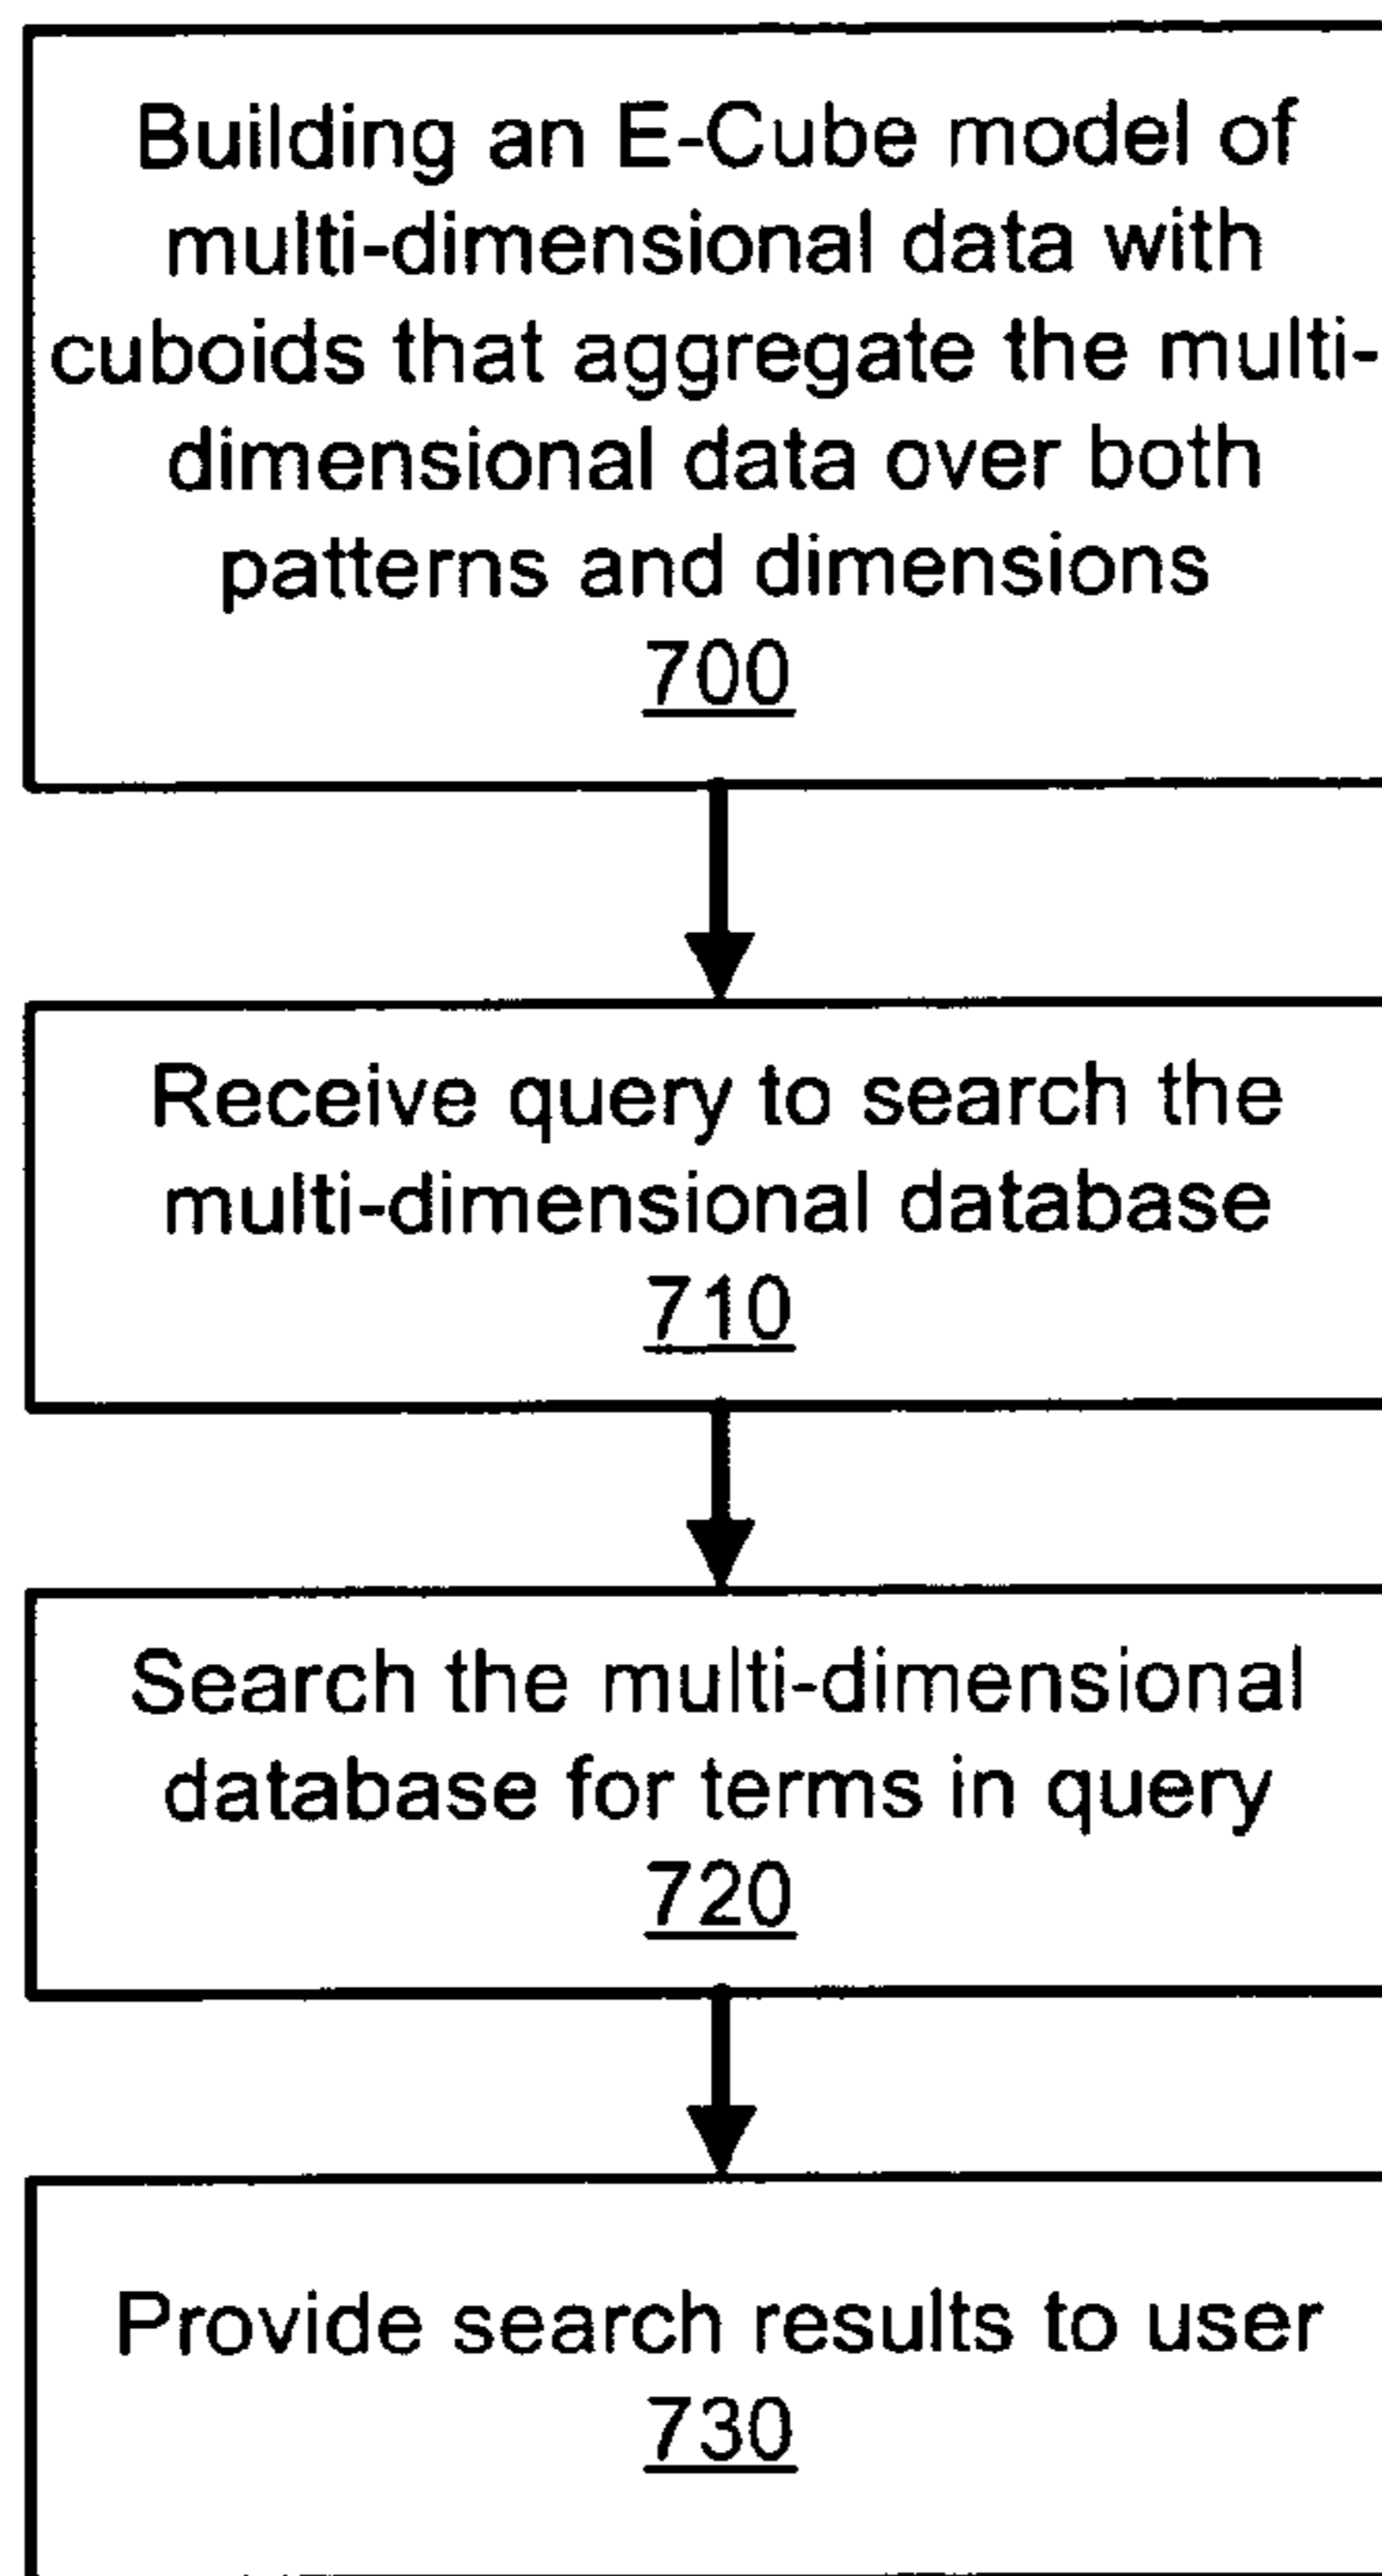 Building an E-Cube model of
multi-dimensional data with
cuboids that aggregate the multi-
dimensional data over both
patterns and dimensions
700
Receive query to search the
multi-dimensional database
710
Search the multi-dimensional
database for terms in query
720
Provide search results to user
730